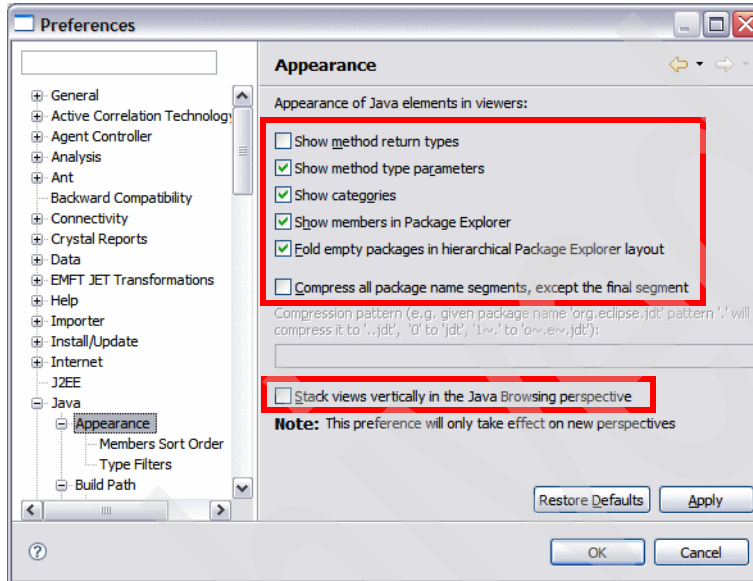 Preferences
General
Active Correlation Technology
Agent Controller
Analysis
Ant
Backward Compatibility
Connectivity
Crystal Reports
Data
EMFT JET Transformations
Help
Importer
Install/Update
Internet
J2EE
Java
Appearance
Members Sort Order
Type Filters
Build Path
Appearance
Appearance of Java elements in viewers:
Show method return types
Show method type parameters
Show categories
Show members in Package Explorer
Fold empty packages in hierarchical Package Explorer layout
Compress all package name segments, except the final segment
Compression pattern (e.g. given package name 'org.eclipse.jdt' pattern '.' will
compress it to '..jdt', '0' to 'jdt', '1~.' to 'o~.e~.jdt'):
Stack views vertically in the Java Browsing perspective
Note: This preference will only take effect on new perspectives
Restore Defaults Apply
? OK Cancel